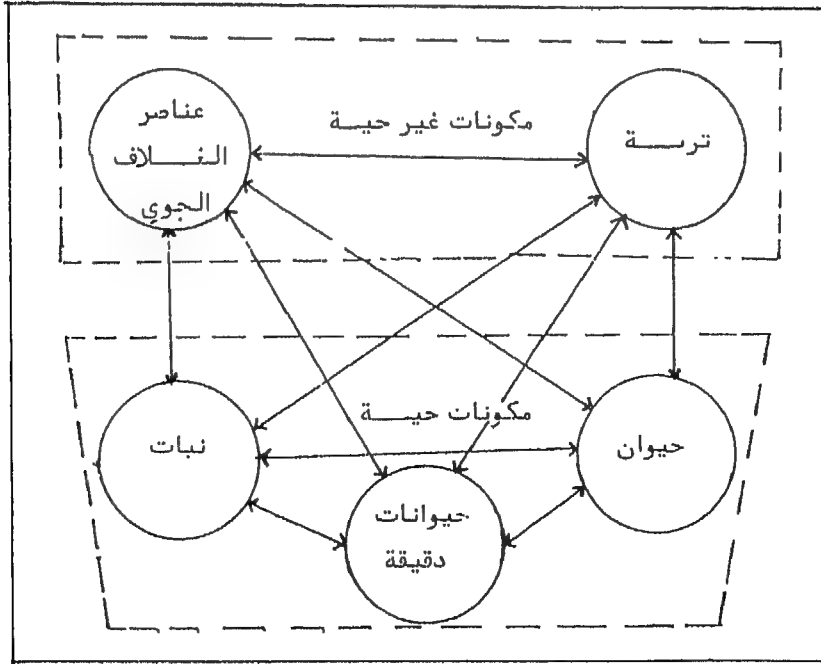 عناصر
الغلاف
الجوي
مكونات غير حية
تربة
مكونات حية
نبات
حيوان
حيوانات
دقيقة